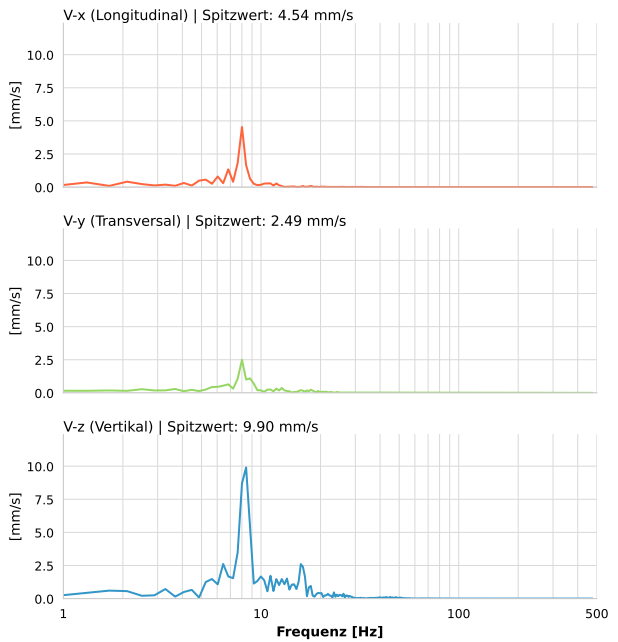 V-x (Longitudinal) | Spitzwert: 4.54 mm/s
10.0
7.5
5.0
2.5
0.0
[mm/s]
V-y (Transversal) | Spitzwert: 2.49 mm/s
10.0
7.5
5.0
2.5
0.0
[mm/s]
V-z (Vertikal) | Spitzwert: 9.90 mm/s
10.0
7.5
5.0
2.5
0.0
[mm/s]
1 10 100 500
Frequenz [Hz]